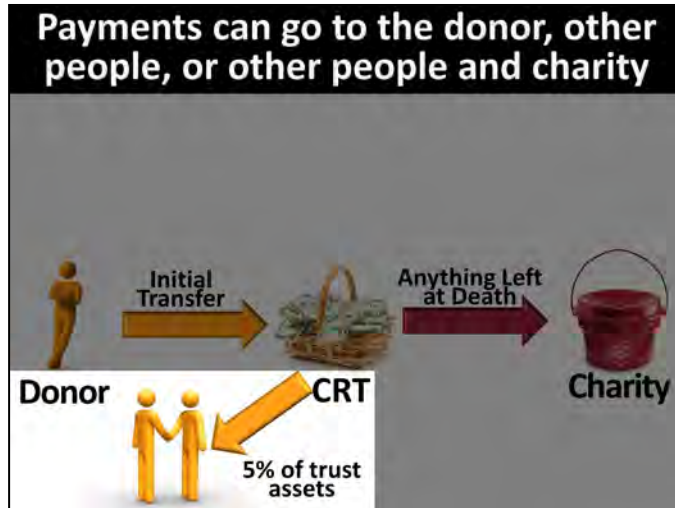 Payments can go to the donor, other
people, or other people and charity
Initial
Transfer
Anything Left
at Death
Donor
CRT
Charity
5% of trust
assets